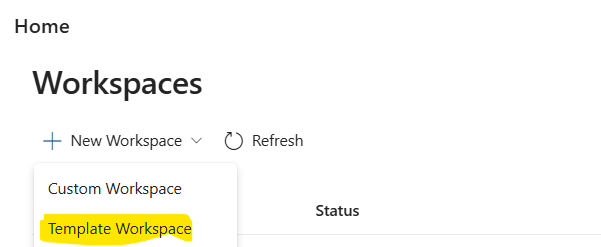 Home
Workspaces
New Workspace Refresh
Custom Workspace
Status
Template Workspace